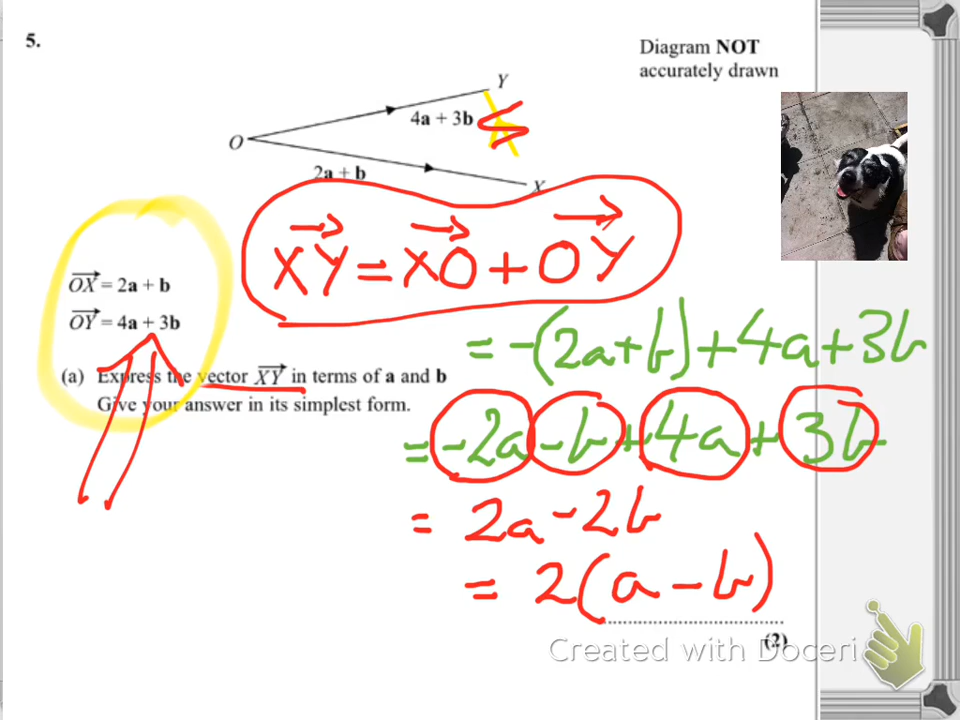 5.
Diagram NOT
accurately drawn
Y
4a + 3b
O
2a + b
X
XY = XO + OY
OX = 2a + b
OY = 4a + 3b
= -(2a+b)+4a+3b
(a) Express the vector XY in terms of a and b
Give your answer in its simplest form.
= -2a - b + 4a + 3b
= 2a - 2b
= 2(a - b)
(2)
Created with Doceri